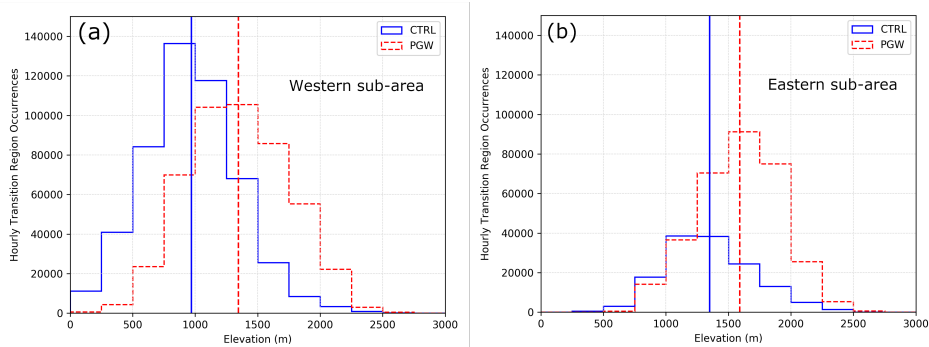 (a)
CTRL
PGW
Western sub-area
Hourly Transition Region Occurrences
140000
120000
100000
80000
60000
40000
20000
0
0 500 1000 1500 2000 2500 3000
Elevation (m)
(b)
CTRL
PGW
Eastern sub-area
Hourly Transition Region Occurrences
140000
120000
100000
80000
60000
40000
20000
0
0 500 1000 1500 2000 2500 3000
Elevation (m)